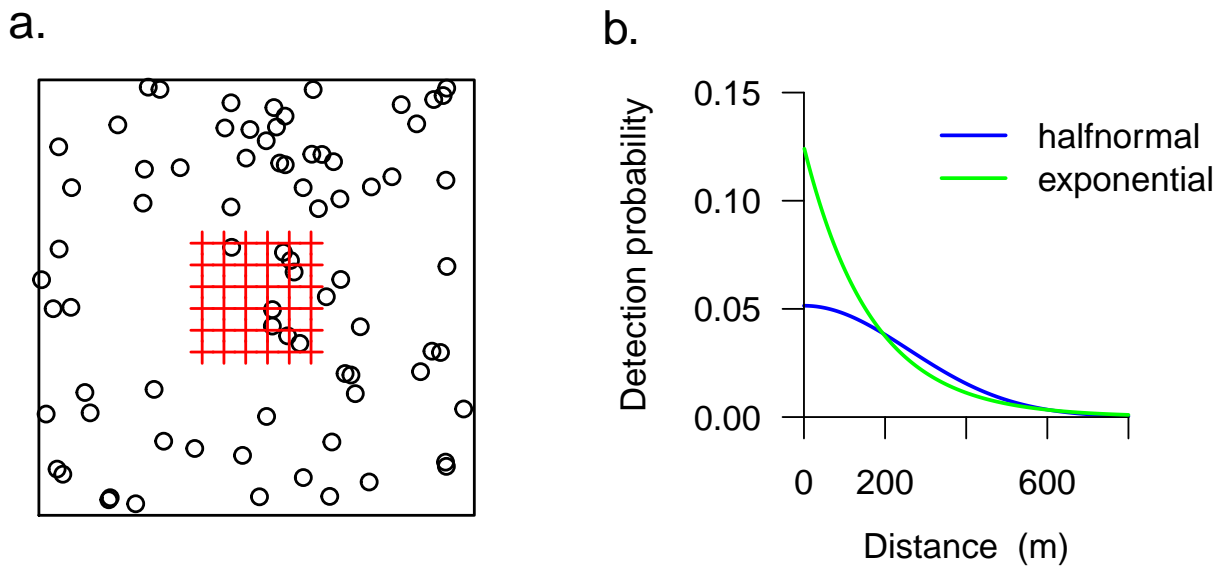 a.
b.
Detection probability
0.15
0.10
0.05
0.00
halfnormal
exponential
0 200 600
Distance (m)